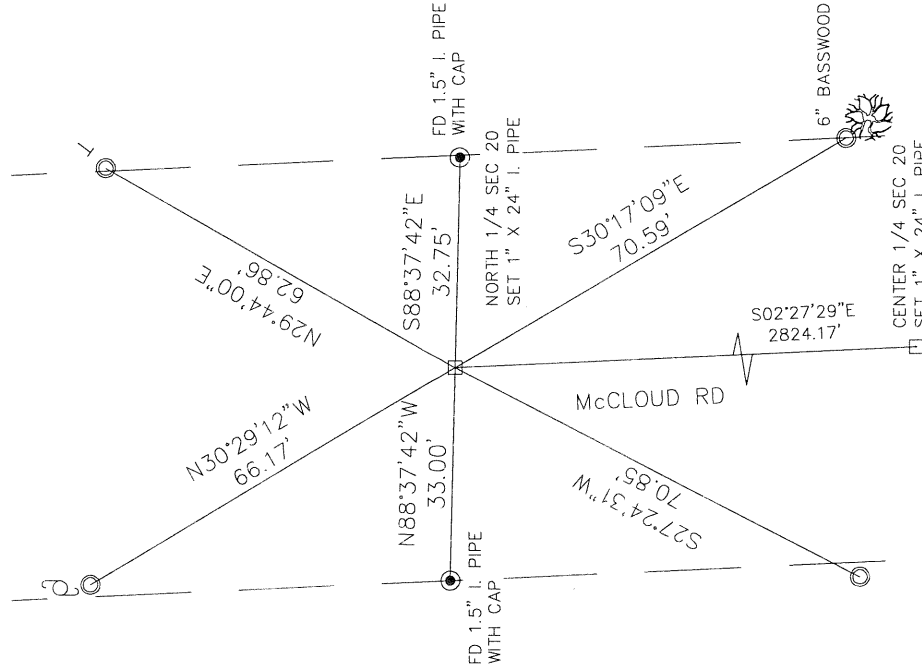 FD 1.5" I. PIPE
WITH CAP
6" BASSWOOD
N29°44'00"E
62.86'
S88°37'42"E
32.75'
NORTH 1/4 SEC 20
SET 1" X 24" I. PIPE
S30°17'09"E
70.59'
S02°27'29"E
2824.17'
CENTER 1/4 SEC 20
SET 1" X 24" I. PIPE
McCLOUD RD
N30°29'12"W
66.17'
N88°37'42"W
33.00'
S27°24'31"W
70.85'
FD 1.5" I. PIPE
WITH CAP